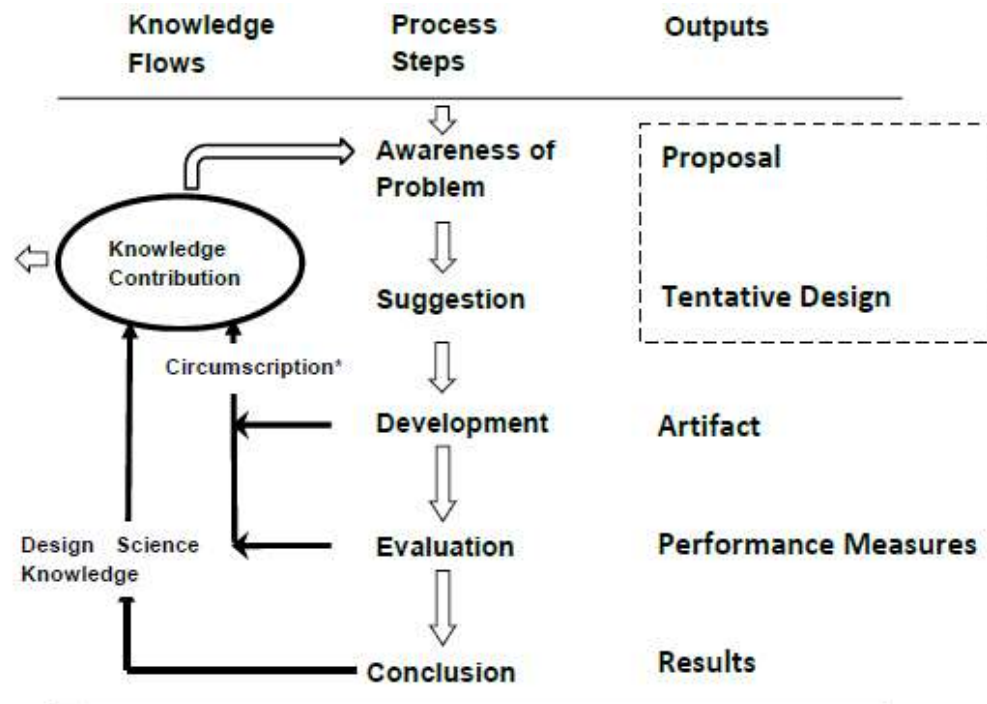 Knowledge
Flows
Process
Steps
Outputs
Awareness of
Problem
Proposal
Knowledge
Contribution
Suggestion
Tentative Design
Circumscription*
Development
Artifact
Design Science
Knowledge
Evaluation
Performance Measures
Conclusion
Results